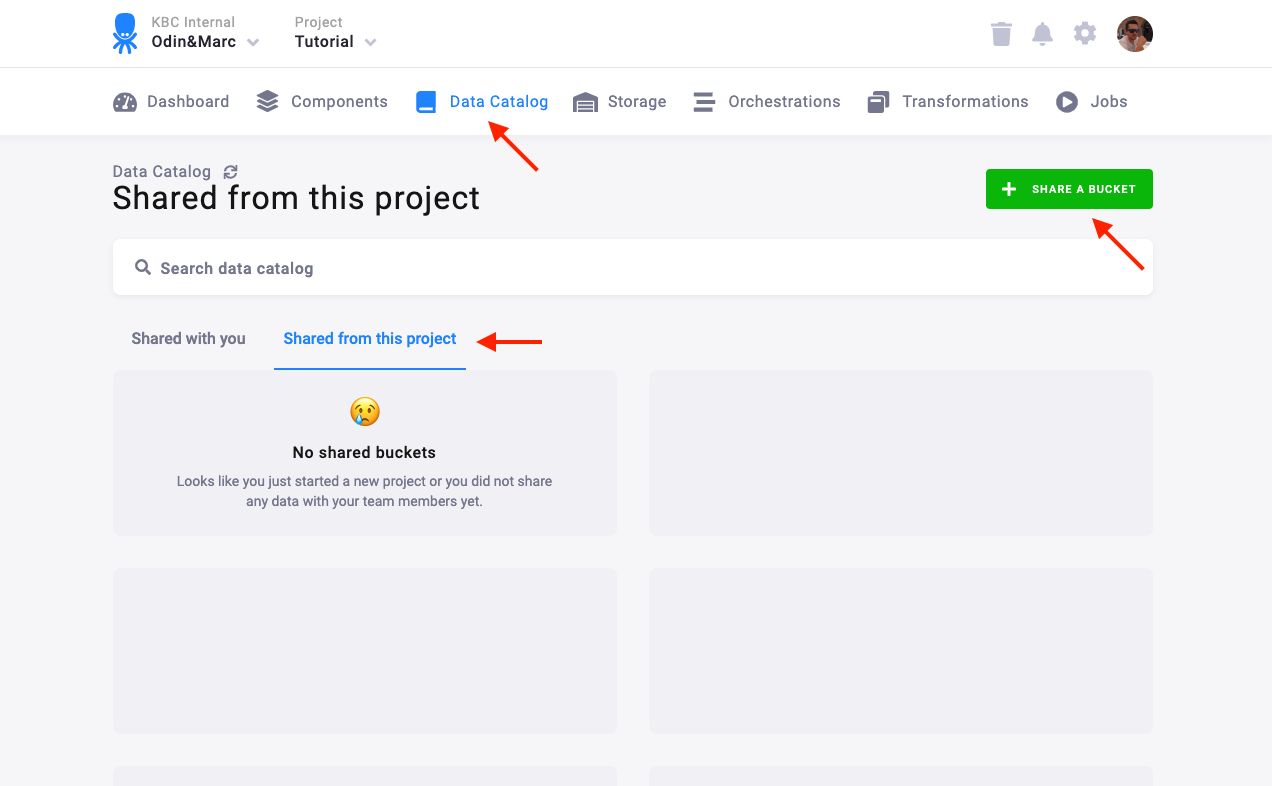 KBC Internal
Odin&Marc
Project
Tutorial
Dashboard
Components
Data Catalog
Storage
Orchestrations
Transformations
Jobs
Data Catalog
Shared from this project
SHARE A BUCKET
Search data catalog
Shared with you
Shared from this project
No shared buckets
Looks like you just started a new project or you did not share
any data with your team members yet.